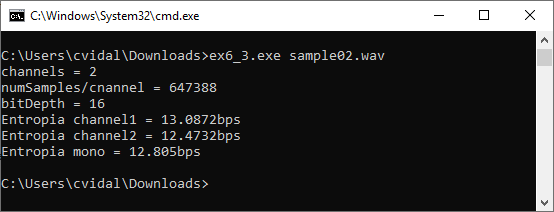 C:\Windows\System32\cmd.exe
C:\Users\cvidal\Downloads>ex6_3.exe sample02.wav
channels = 2
numSamples/cnannel = 647388
bitDepth = 16
Entropia channel1 = 13.0872bps
Entropia channel2 = 12.4732bps
Entropia mono = 12.805bps
C:\Users\cvidal\Downloads>